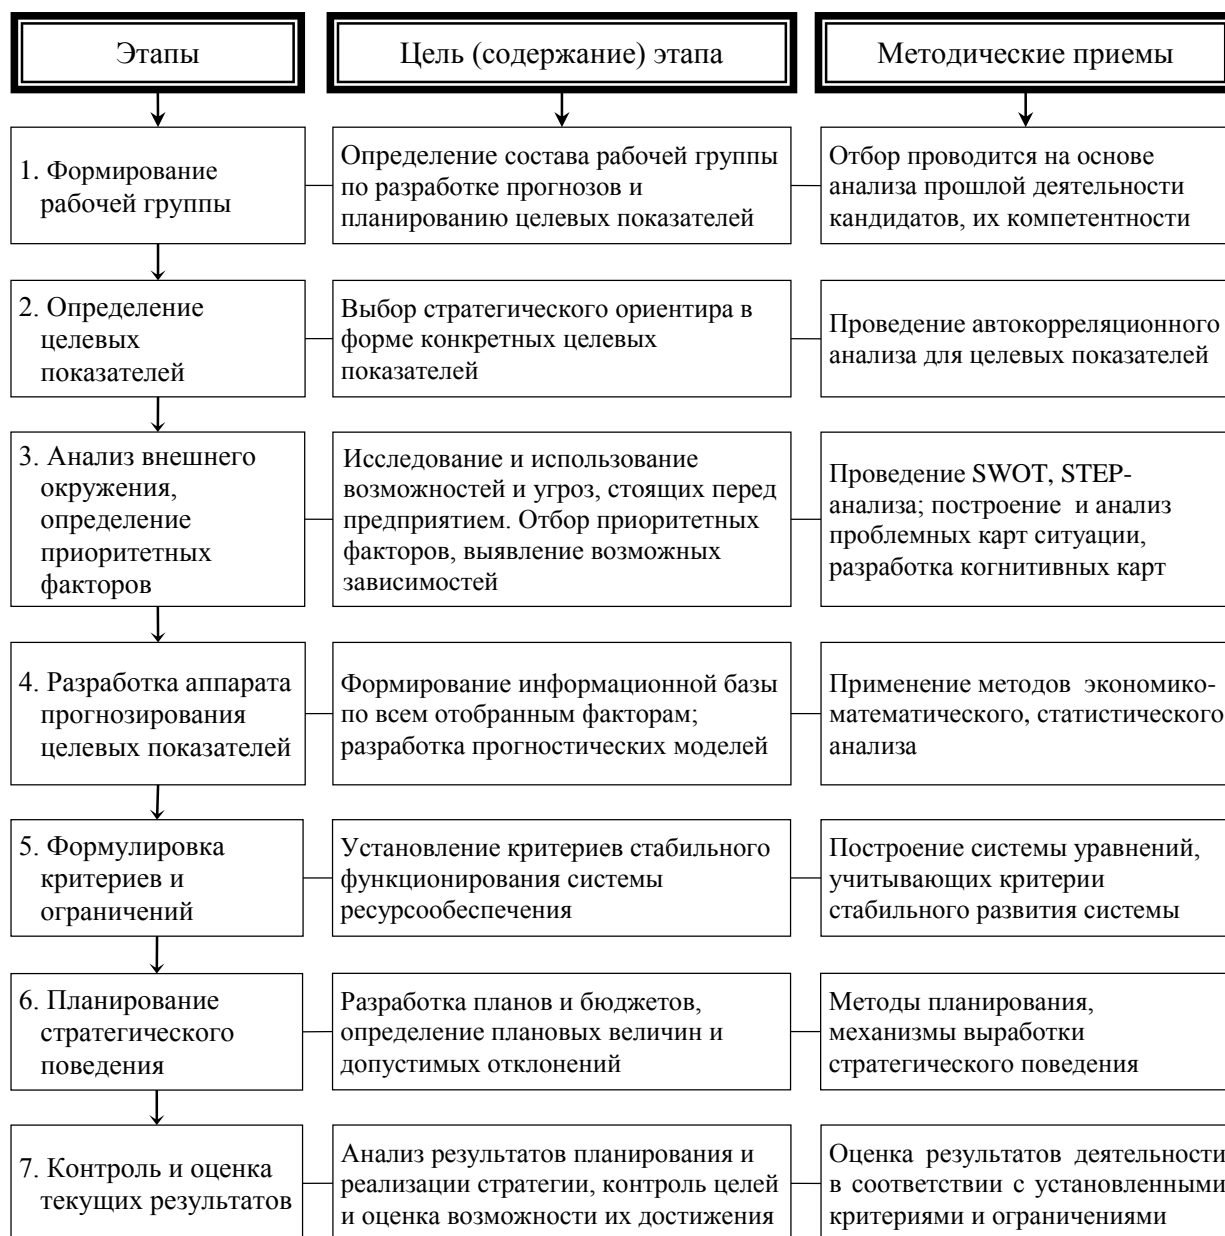 Этапы
Цель (содержание) этапа
Методические приемы
1. Формирование
рабочей группы
Определение состава рабочей группы
по разработке прогнозов и
планированию целевых показателей
Отбор проводится на основе
анализа прошлой деятельности
кандидатов, их компетентности
2. Определение
целевых
показателей
Выбор стратегического ориентира в
форме конкретных целевых
показателей
Проведение автокорреляционного
анализа для целевых показателей
3. Анализ внешнего
окружения,
определение
приоритетных
факторов
Исследование и использование
возможностей и угроз, стоящих перед
предприятием. Отбор приоритетных
факторов, выявление возможных
зависимостей
Проведение SWOT, STEP-
анализа; построение и анализ
проблемных карт ситуации,
разработка когнитивных карт
4. Разработка аппарата
прогнозирования
целевых показателей
Формирование информационной базы
по всем отобранным факторам;
разработка прогностических моделей
Применение методов экономико-
математического, статистического
анализа
5. Формулировка
критериев и
ограничений
Установление критериев стабильного
функционирования системы
ресурсообеспечения
Построение системы уравнений,
учитывающих критерии
стабильного развития системы
6. Планирование
стратегического
поведения
Разработка планов и бюджетов,
определение плановых величин и
допустимых отклонений
Методы планирования,
механизмы выработки
стратегического поведения
7. Контроль и оценка
текущих результатов
Анализ результатов планирования и
реализации стратегии, контроль целей
и оценка возможности их достижения
Оценка результатов деятельности
в соответствии с установленными
критериями и ограничениями